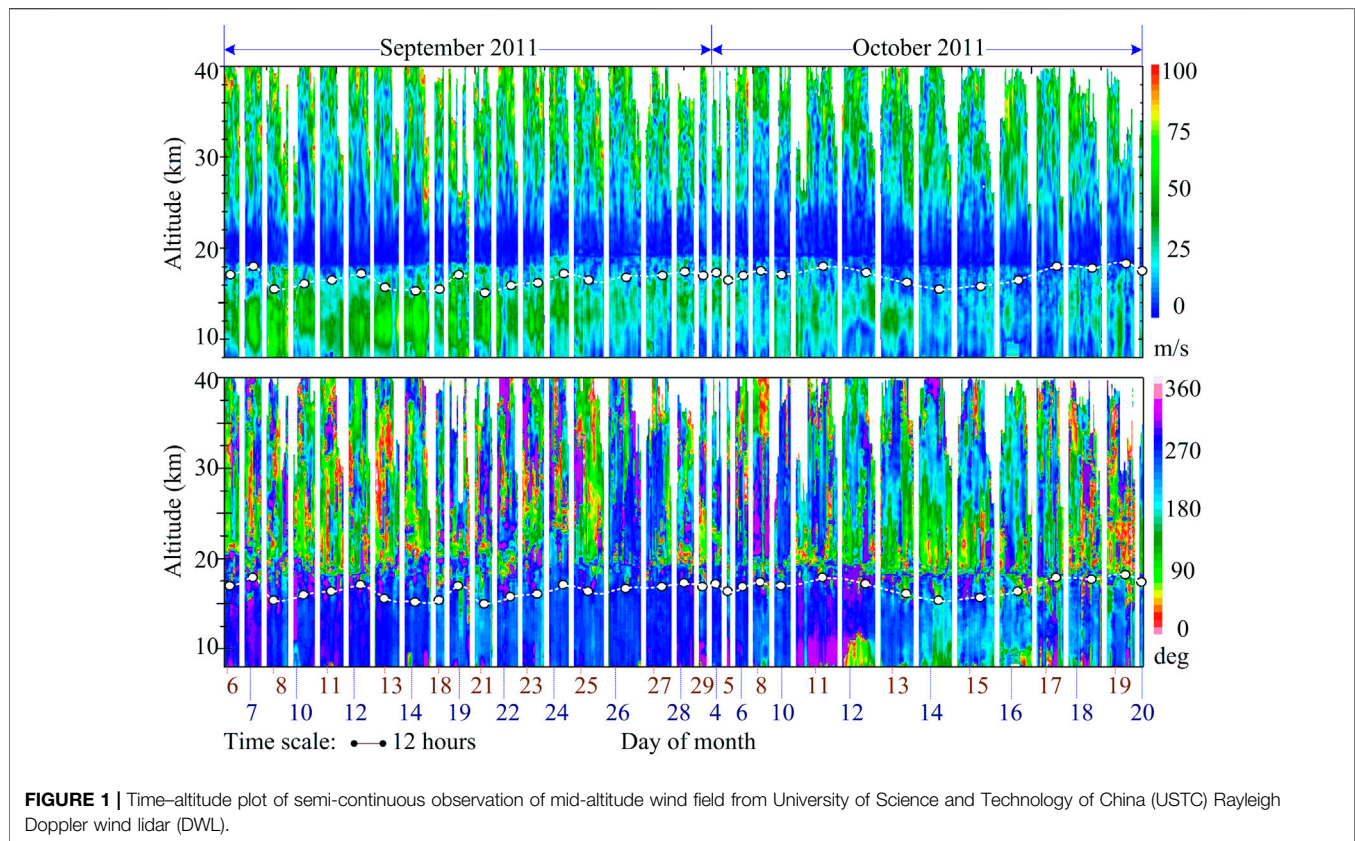 September 2011 October 2011
40 100
75
30
50
20 25
0
10
m/s
Altitude (km)
40 360
270
30
180
20 90
0
10
deg
Altitude (km)
6 8 11 13 18 21 23 25 27 29 5 8 11 13 15 17 19
7 10 12 14 19 22 24 26 28 4 6 10 12 14 16 18 20
Time scale: 12 hours Day of month
FIGURE 1 | Time–altitude plot of semi-continuous observation of mid-altitude wind field from University of Science and Technology of China (USTC) Rayleigh
Doppler wind lidar (DWL).